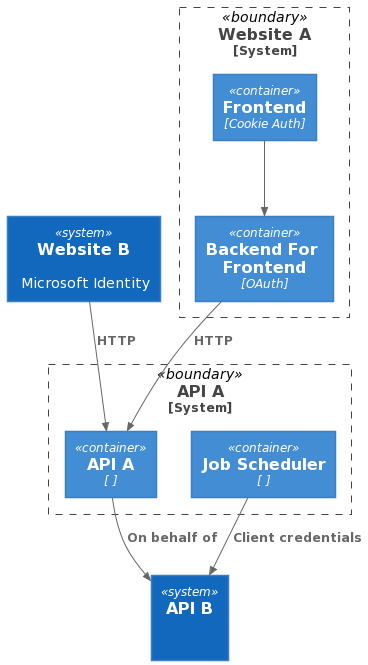 «boundary»
Website A
[System]
«container»
Frontend
[Cookie Auth]
«system»
Website B
Microsoft Identity
«container»
Backend For
Frontend
[OAuth]
HTTP
HTTP
«boundary»
API A
[System]
«container»
API A
[ ]
«container»
Job Scheduler
[ ]
On behalf of
Client credentials
«system»
API B